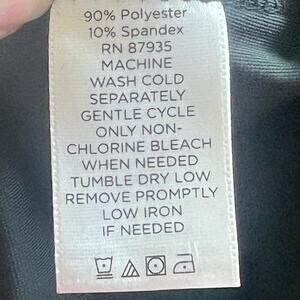 90% Polyester
10% Spandex
RN 87935
MACHINE
WASH COLD
SEPARATELY
GENTLE CYCLE
ONLY NON-
CHLORINE BLEACH
WHEN NEEDED
TUMBLE DRY LOW
REMOVE PROMPTLY
LOW IRON
IF NEEDED